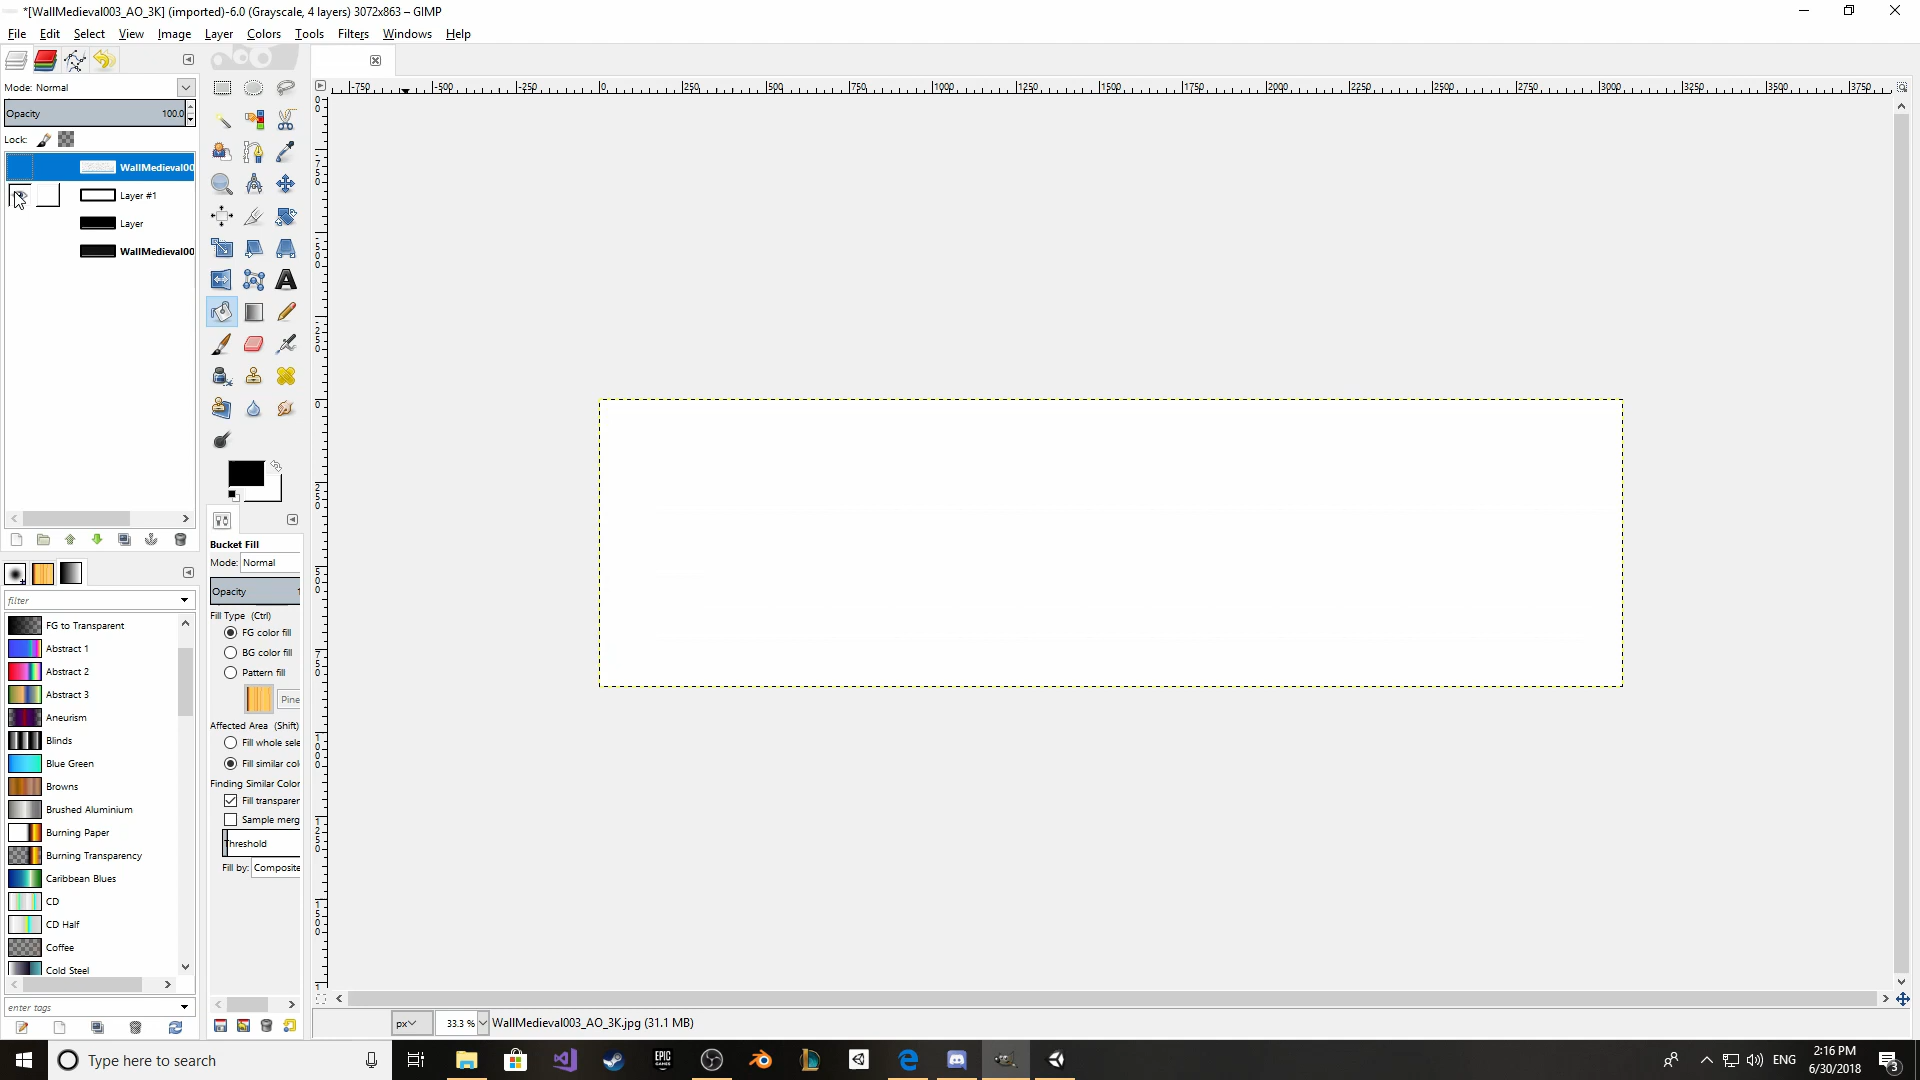 *[WallMedieval003_AO_3K] (imported)-6.0 (Grayscale, 4 layers) 3072x863 – GIMP
File Edit Select View Image Layer Colors Tools Filters Windows Help
Mode: Normal
Opacity 100.0
Lock:
WallMedieval00
Layer #1
Layer
WallMedieval00
filter
FG to Transparent
Abstract 1
Abstract 2
Abstract 3
Aneurism
Blinds
Blue Green
Browns
Brushed Aluminium
Burning Paper
Burning Transparency
Caribbean Blues
CD
CD Half
Coffee
Cold Steel
enter tags
Bucket Fill
Mode: Normal
Opacity 1
Fill Type (Ctrl)
FG color fill
BG color fill
Pattern fill
Pine
Affected Area (Shift)
Fill whole sele
Fill similar col
Finding Similar Color
Fill transparen
Sample merg
Threshold
Fill by: Composite
-750 -500 -250 0 250 500 750 1000 1250 1500 1750 2000 2250 2500 2750 3000 3250 3500 3750
px 33.3 % WallMedieval003_AO_3K.jpg (31.1 MB)
Type here to search
EPIC GAMES
ENG
2:16 PM
6/30/2018
3